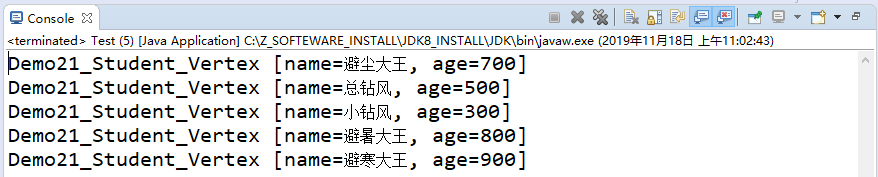 Console
<terminated> Test (5) [Java Application] C:\Z_SOFTEWARE_INSTALL\JDK8_INSTALL\JDK\bin\javaw.exe (2019年11月18日 上午11:02:43)
Demo21_Student_Vertex [name=避尘大王, age=700]
Demo21_Student_Vertex [name=总钻风, age=500]
Demo21_Student_Vertex [name=小钻风, age=300]
Demo21_Student_Vertex [name=避暑大王, age=800]
Demo21_Student_Vertex [name=避寒大王, age=900]